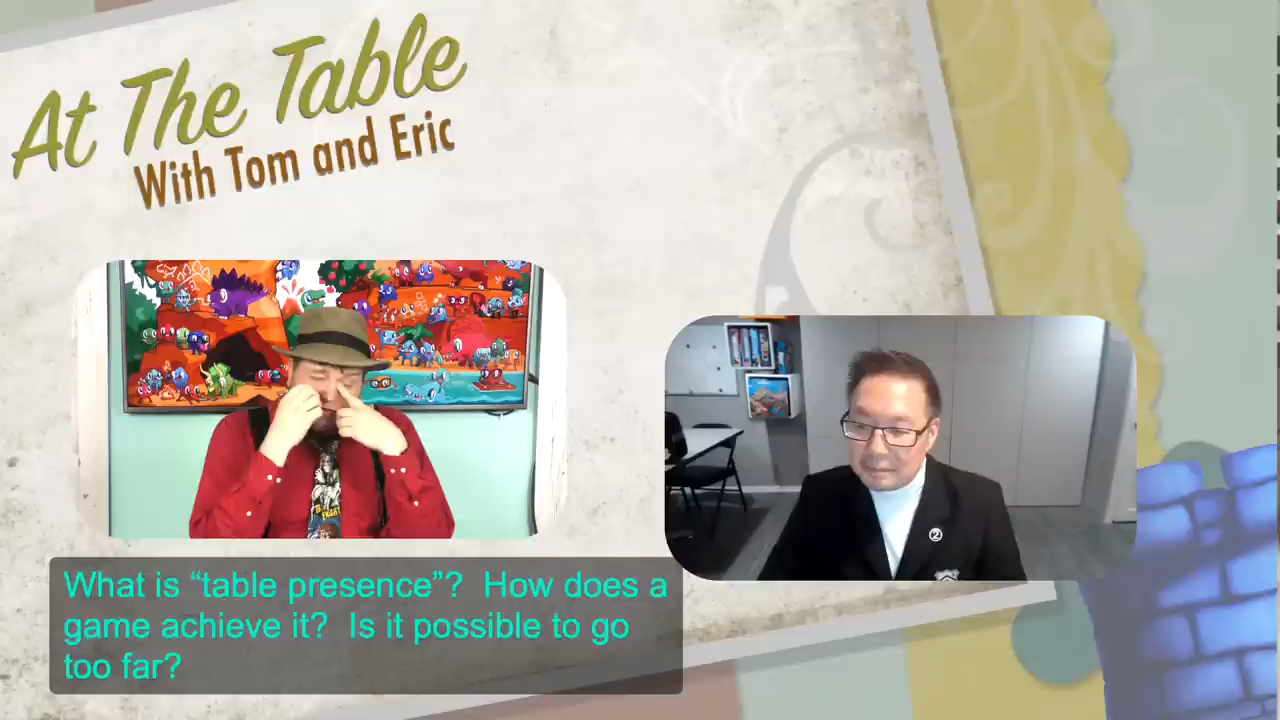 At The Table
With Tom and Eric
What is “table presence”?  How does a
game achieve it?  Is it possible to go
too far?
②